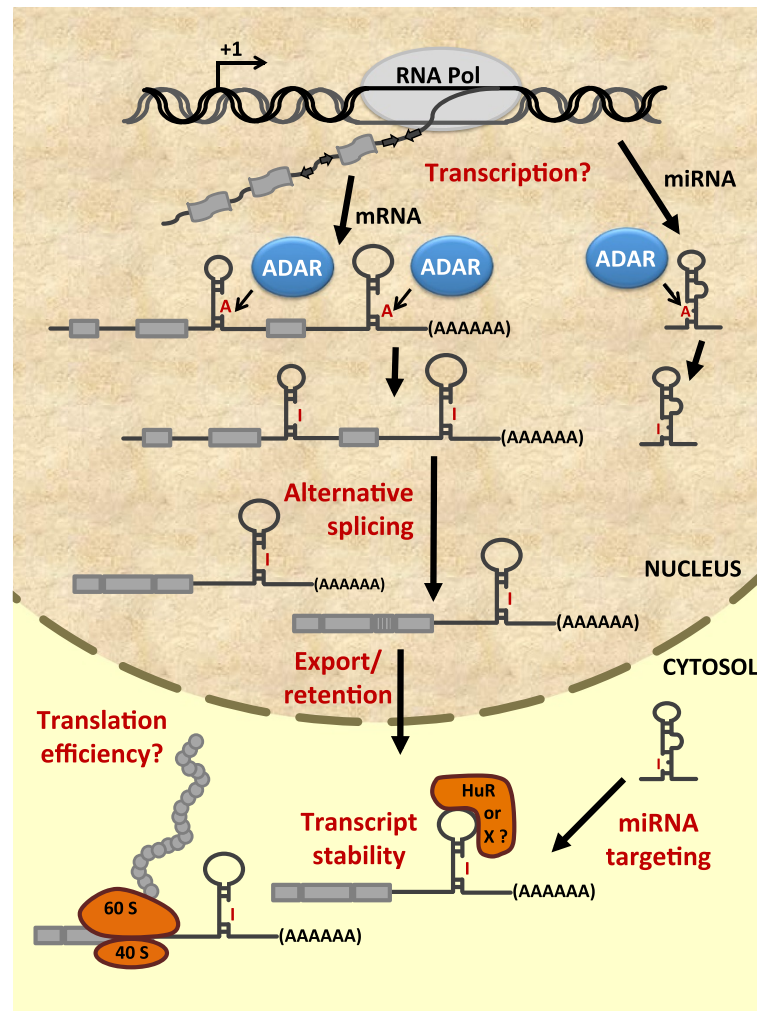 +1
RNA Pol
Transcription?
miRNA
mRNA
ADAR
ADAR
ADAR
A
A
A
(AAAAAA)
I
I
I
(AAAAAA)
Alternative
splicing
I
(AAAAAA)
NUCLEUS
I
(AAAAAA)
Export/
retention
CYTOSOL
Translation
efficiency?
I
HuR
or
X ?
Transcript
stability
miRNA
targeting
I
(AAAAAA)
60 S
I
(AAAAAA)
40 S